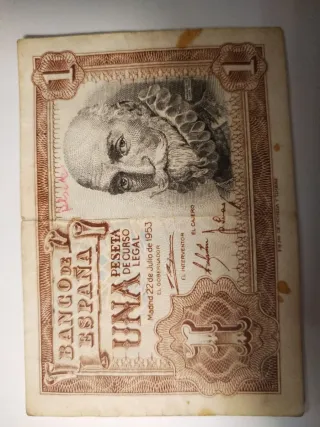 1
1
BANCO DE
ESPAÑA
UNA PESETA
DE CURSO
LEGAL
Madrid 22 de Julio de 1953
EL GOBERNADOR
EL INTERVENTOR
EL CAJERO
1